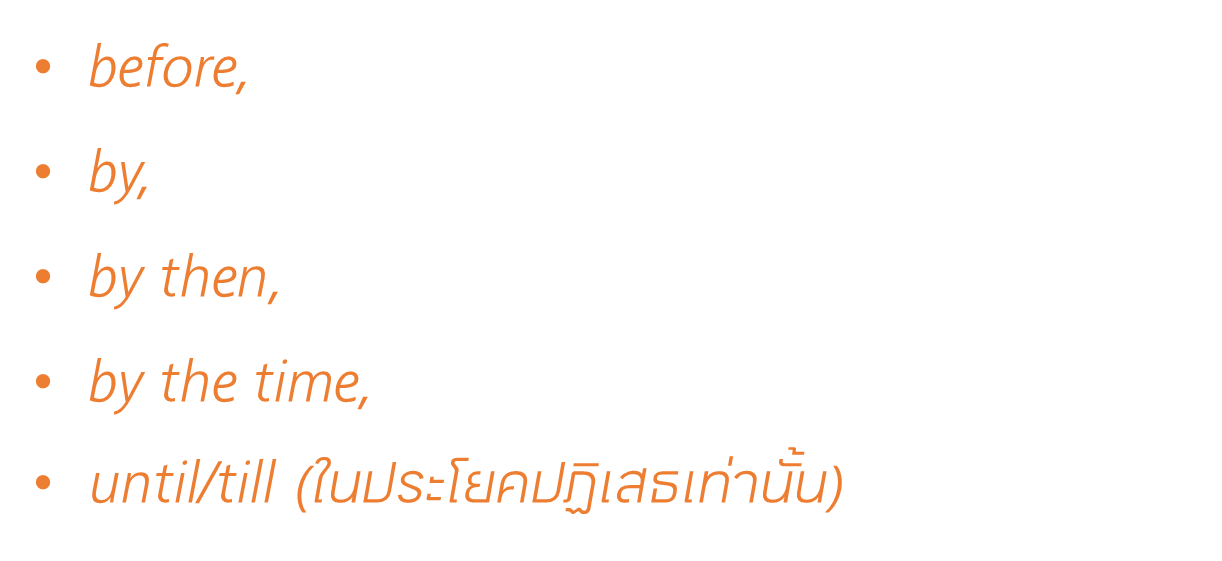 • before,
• by,
• by then,
• by the time,
• until/till (ในประโยคปฏิเสธเท่านั้น)